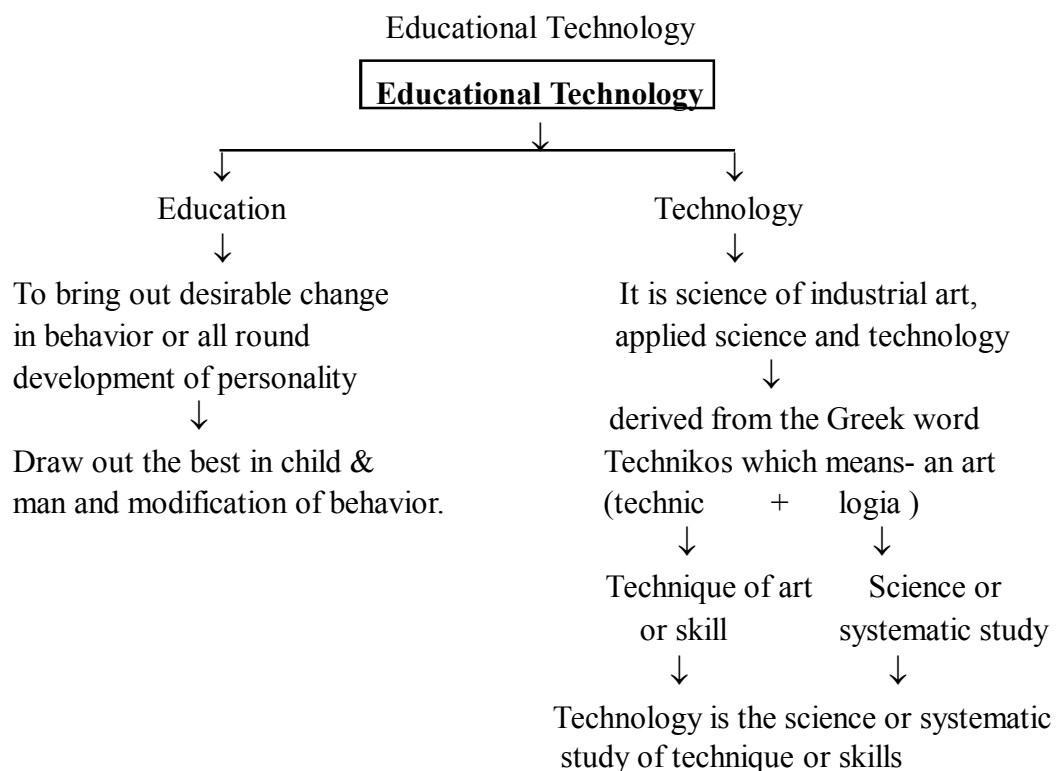 Educational Technology
Educational Technology
Education
Technology
To bring out desirable change
in behavior or all round
development of personality
Draw out the best in child &
man and modification of behavior.
It is science of industrial art,
applied science and technology
derived from the Greek word
Technikos which means- an art
(technic + logia )
Technique of art
or skill
Science or
systematic study
Technology is the science or systematic
study of technique or skills